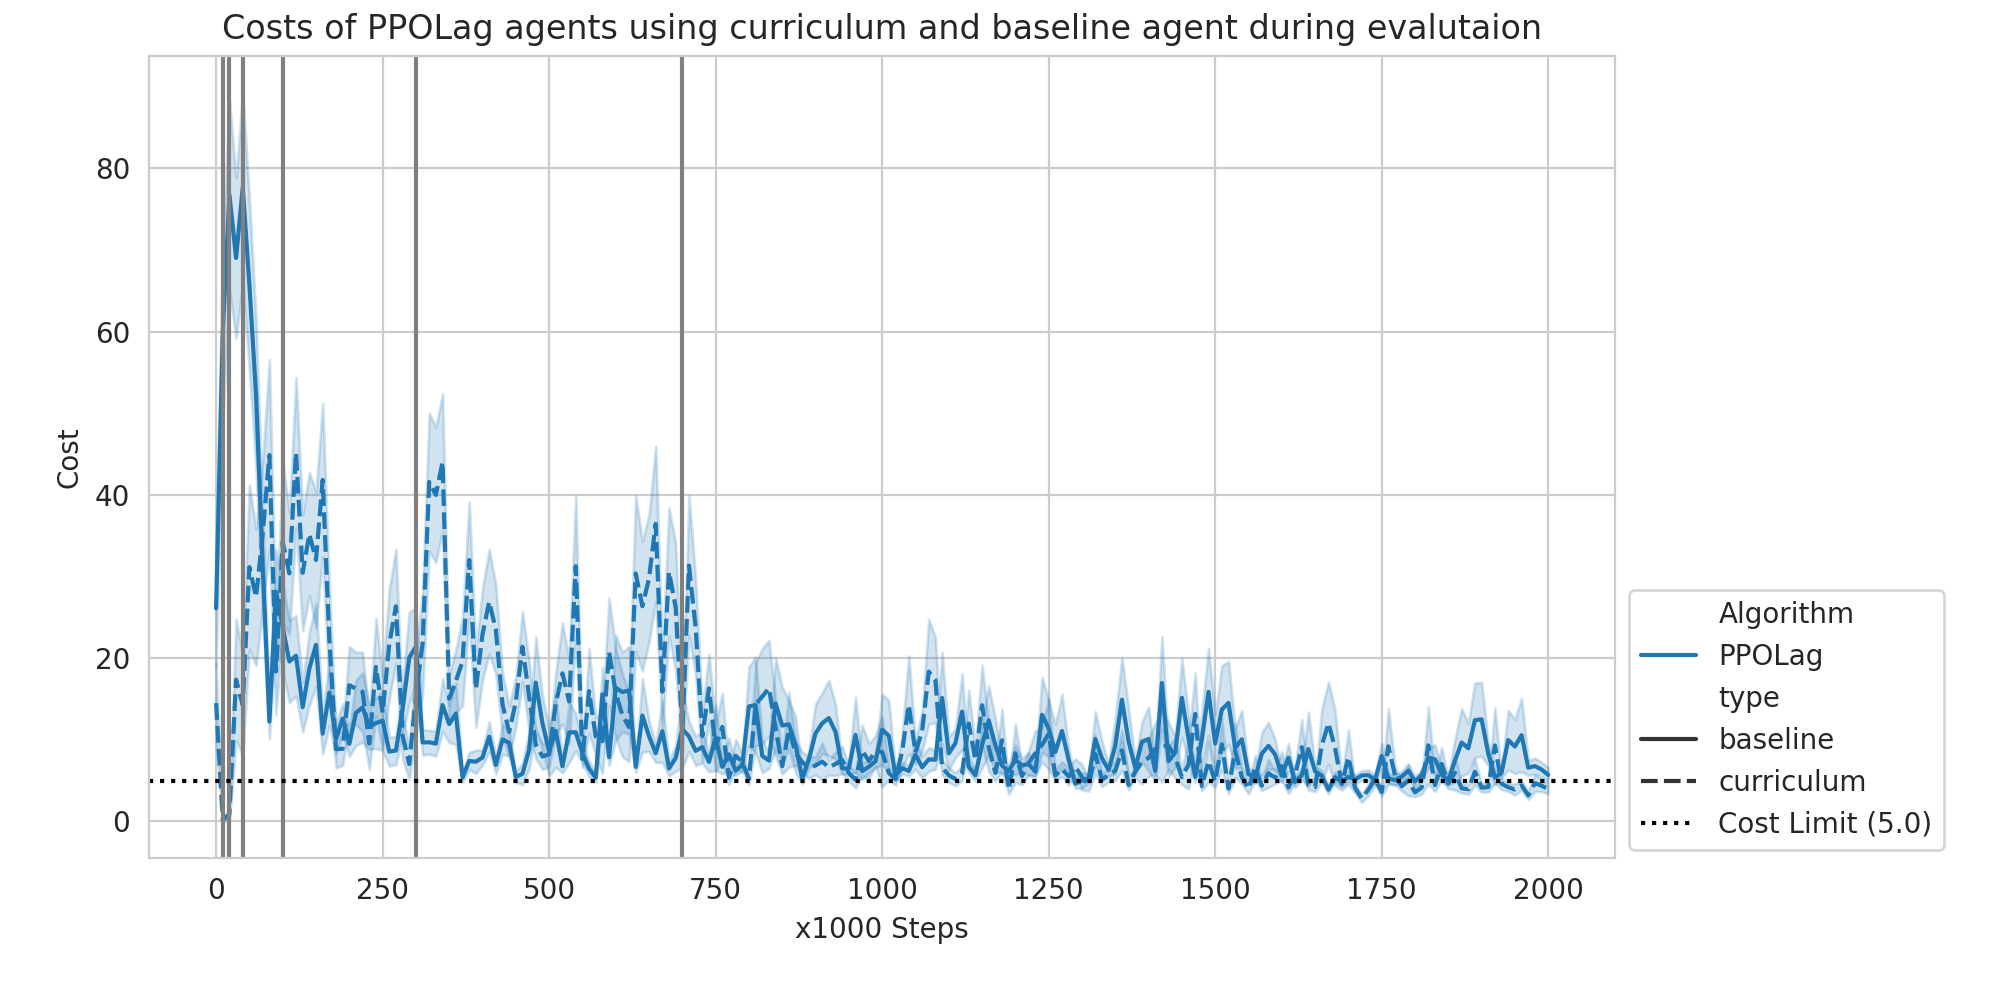 Costs of PPOLag agents using curriculum and baseline agent during evalutaion
Cost
80
60
40
20
0
0 250 500 750 1000 1250 1500 1750 2000
x1000 Steps
Algorithm
PPOLag
type
baseline
curriculum
Cost Limit (5.0)